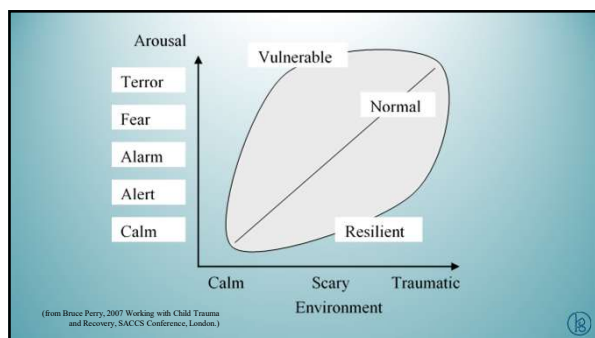 Arousal
Vulnerable
Terror
Normal
Fear
Alarm
Alert
Calm
Resilient
Calm Scary Traumatic
Environment
(from Bruce Perry, 2007 Working with Child Trauma
and Recovery, SACCS Conference, London.)